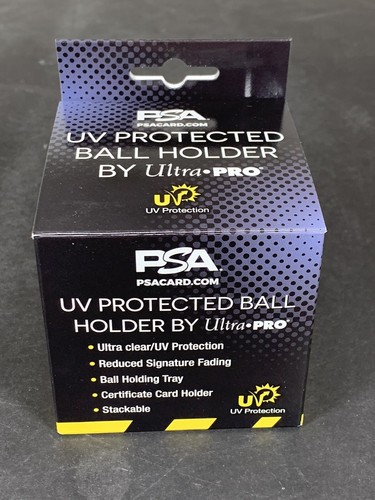 PSA
PSACARD.COM
UV PROTECTED
BALL HOLDER
BY Ultra•PRO®
UV
UV Protection
PSA
PSACARD.COM
UV PROTECTED BALL
HOLDER BY Ultra•PRO®
• Ultra clear/UV Protection
• Reduced Signature Fading
• Ball Holding Tray
• Certificate Card Holder
• Stackable
UV
UV Protection